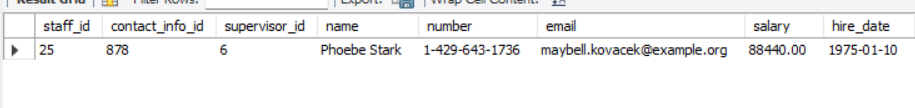 Result Grid Filter Rows: Export: Wrap Cell Content:
staff_id contact_info_id supervisor_id name number email salary hire_date
25 878 6 Phoebe Stark 1-429-643-1736 maybell.kovacek@example.org 88440.00 1975-01-10